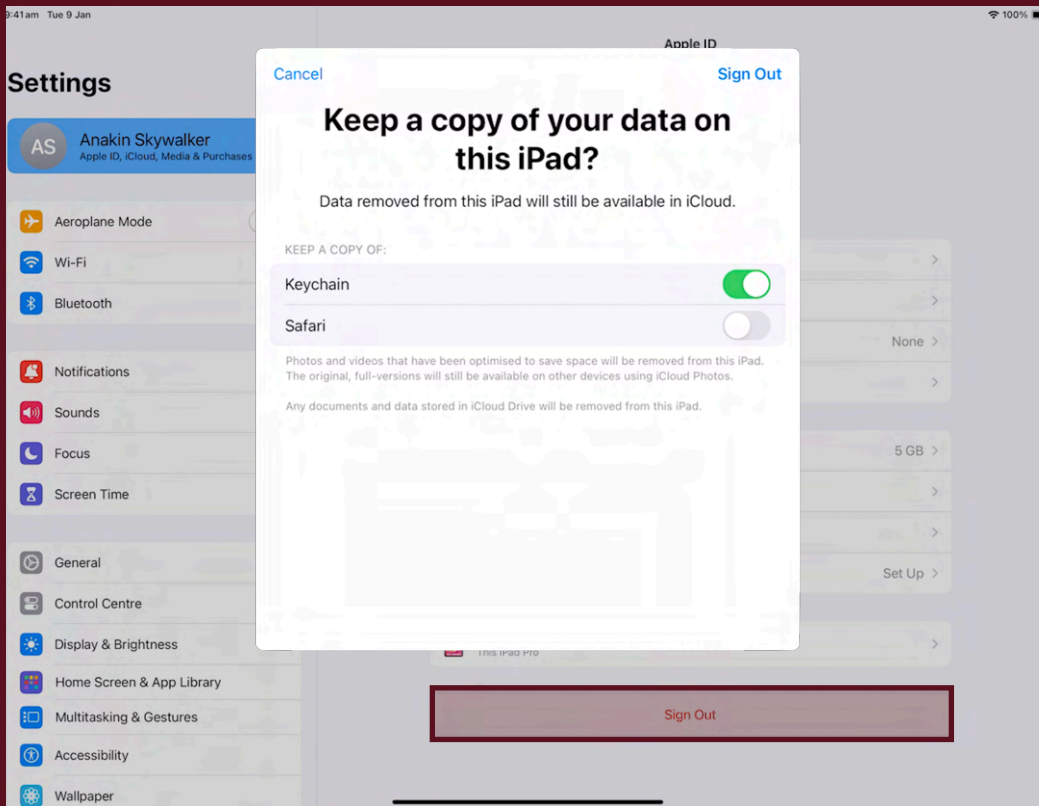 9:41 am Tue 9 Jan
100%
Apple ID
Settings
AS
Anakin Skywalker
Apple ID, iCloud, Media & Purchases
Aeroplane Mode
Wi-Fi
Bluetooth
Notifications
Sounds
Focus
Screen Time
General
Control Centre
Display & Brightness
Home Screen & App Library
Multitasking & Gestures
Accessibility
Wallpaper
Cancel
Sign Out
Keep a copy of your data on
this iPad?
Data removed from this iPad will still be available in iCloud.
KEEP A COPY OF:
Keychain
Safari
Photos and videos that have been optimised to save space will be removed from this iPad.
The original, full-versions will still be available on other devices using iCloud Photos.
Any documents and data stored in iCloud Drive will be removed from this iPad.
None
5 GB
Set Up
This iPad Pro
Sign Out